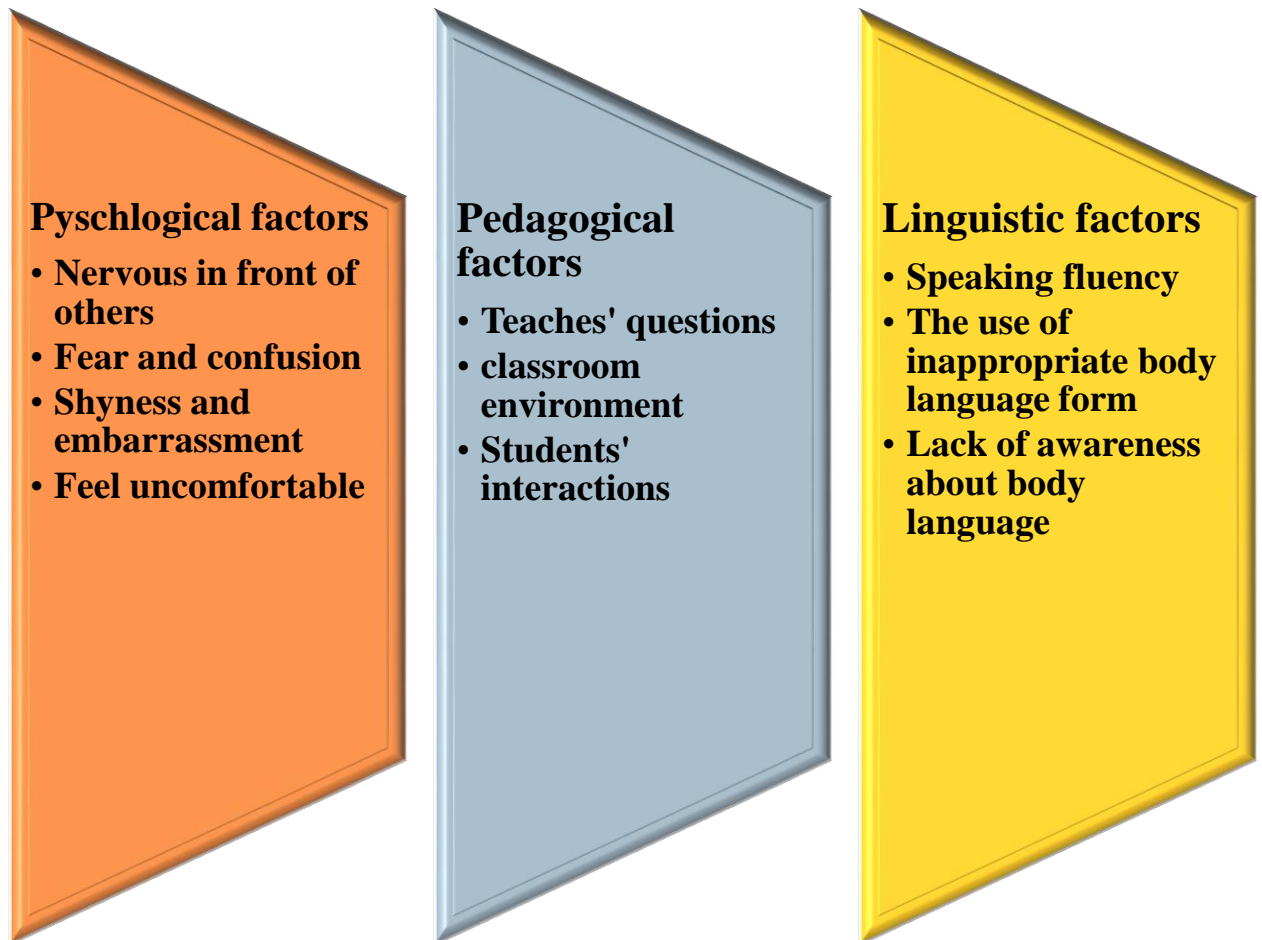 Pyschlogical factors
• Nervous in front of
others
• Fear and confusion
• Shyness and
embarrassment
• Feel uncomfortable
Pedagogical
factors
• Teaches' questions
• classroom
environment
• Students'
interactions
Linguistic factors
• Speaking fluency
• The use of
inappropriate body
language form
• Lack of awareness
about body
language